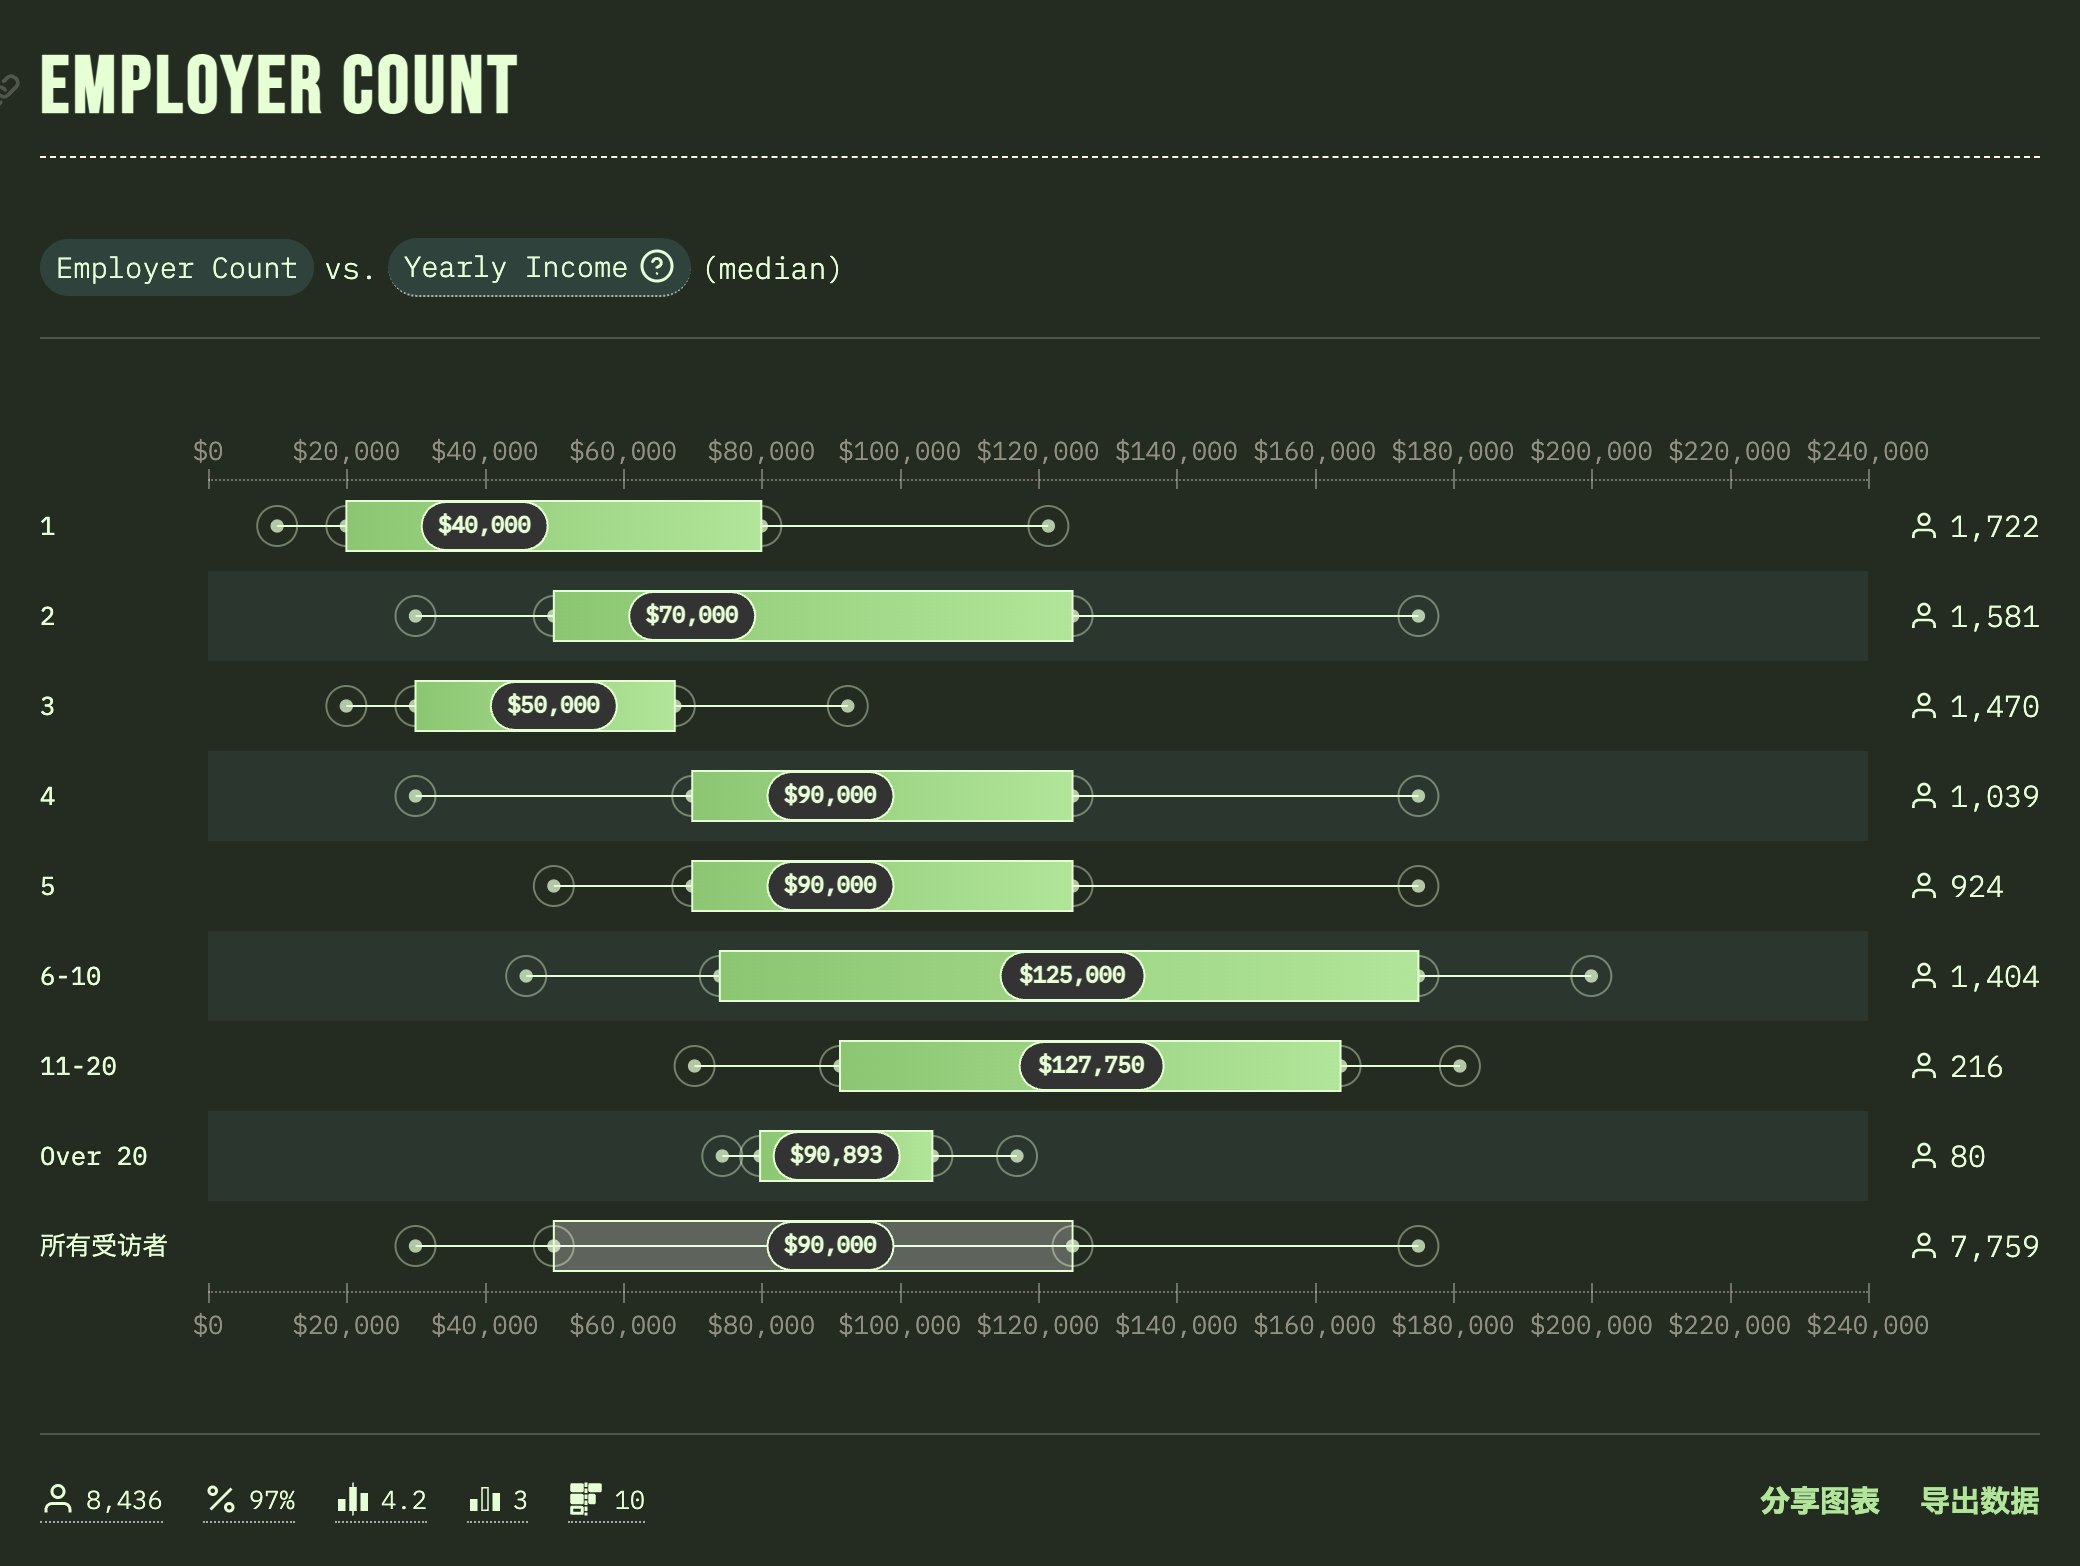 EMPLOYER COUNT
Employer Count vs. Yearly Income (median)
$0 $20,000 $40,000 $60,000 $80,000 $100,000 $120,000 $140,000 $160,000 $180,000 $200,000 $220,000 $240,000
1 $40,000 1,722
2 $70,000 1,581
3 $50,000 1,470
4 $90,000 1,039
5 $90,000 924
6-10 $125,000 1,404
11-20 $127,750 216
Over 20 $90,893 80
所有受访者 $90,000 7,759
$0 $20,000 $40,000 $60,000 $80,000 $100,000 $120,000 $140,000 $160,000 $180,000 $200,000 $220,000 $240,000
8,436 97% 4.2 3 10 分享图表 导出数据